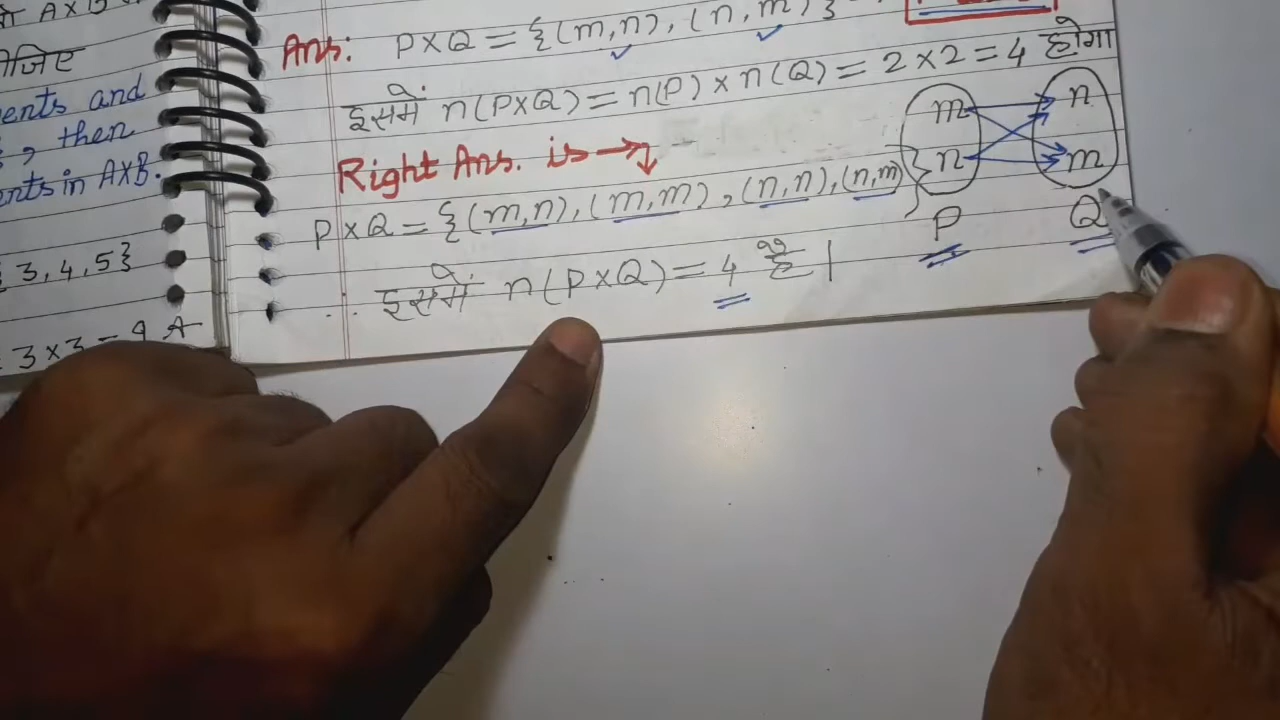 A×B
जिए
ents and
, then
ents in A×B.
3,4,5}
3×3=9
Ans: P×Q = {(m,n), (n,m)}
इसमें n(P×Q) = n(P) × n(Q) = 2×2 = 4 होगा
Right Ans. is →↓
P×Q = {(m,n), (m,m), (n,n), (n,m)}
इसमें n(P×Q) = 4 है।
m n
n m
P Q